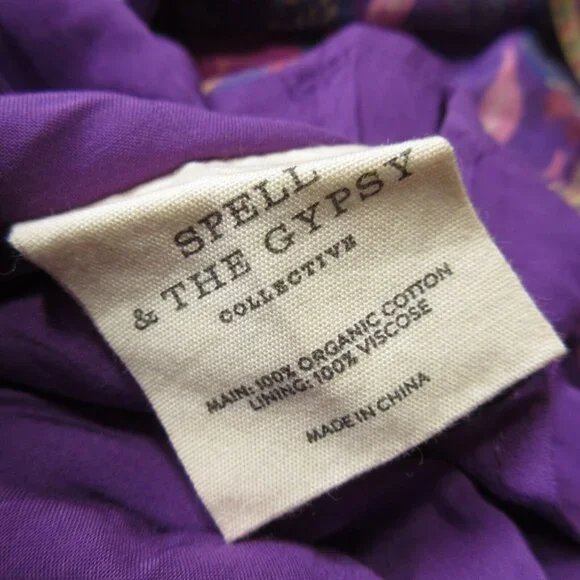 SPELL
& THE GYPSY
COLLECTIVE
MAIN: 100% ORGANIC COTTON
LINING: 100% VISCOSE
MADE IN CHINA